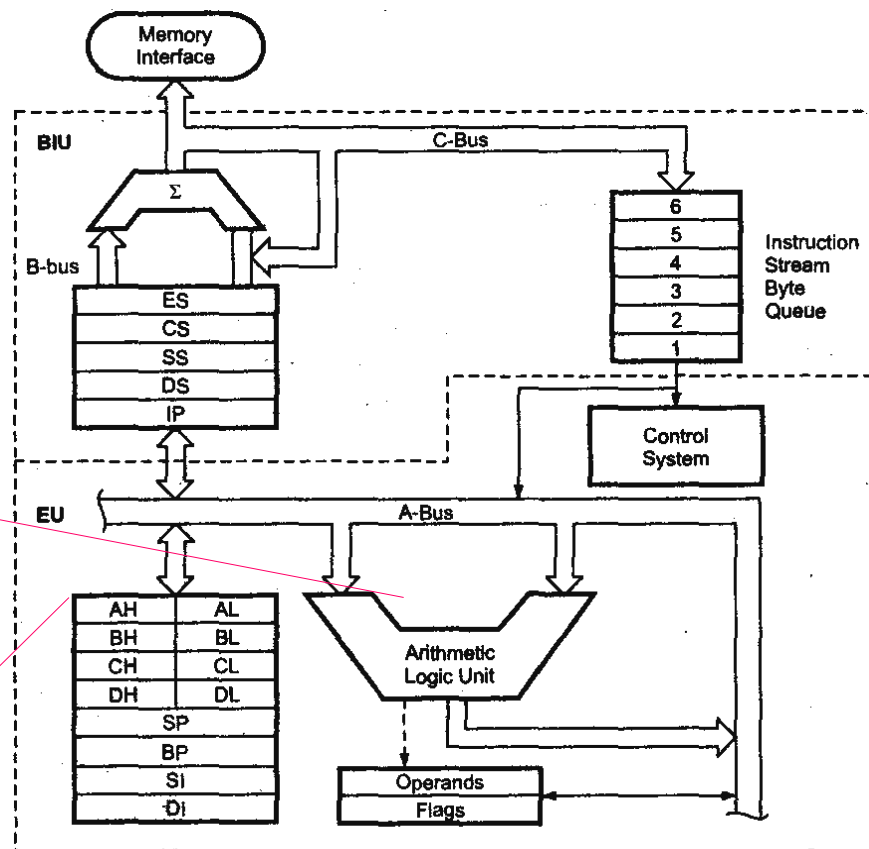 Memory
Interface
BIU
C-Bus
Σ
B-bus
6
5
4
3
2
1
Instruction
Stream
Byte
Queue
ES
CS
SS
DS
IP
Control
System
EU
A-Bus
AH AL
BH BL
CH CL
DH DL
SP
BP
SI
DI
Arithmetic
Logic Unit
Operands
Flags